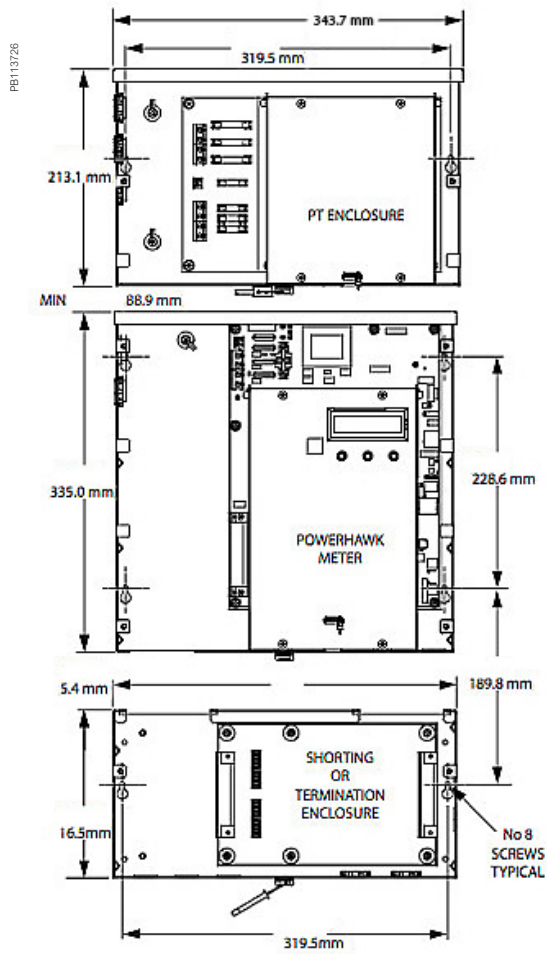 PB113726
343.7 mm
319.5 mm
213.1 mm
PT ENCLOSURE
MIN 88.9 mm
335.0 mm
228.6 mm
POWERHAWK
METER
5.4 mm
189.8 mm
SHORTING
OR
TERMINATION
ENCLOSURE
16.5mm
No 8
SCREWS
TYPICAL
319.5mm